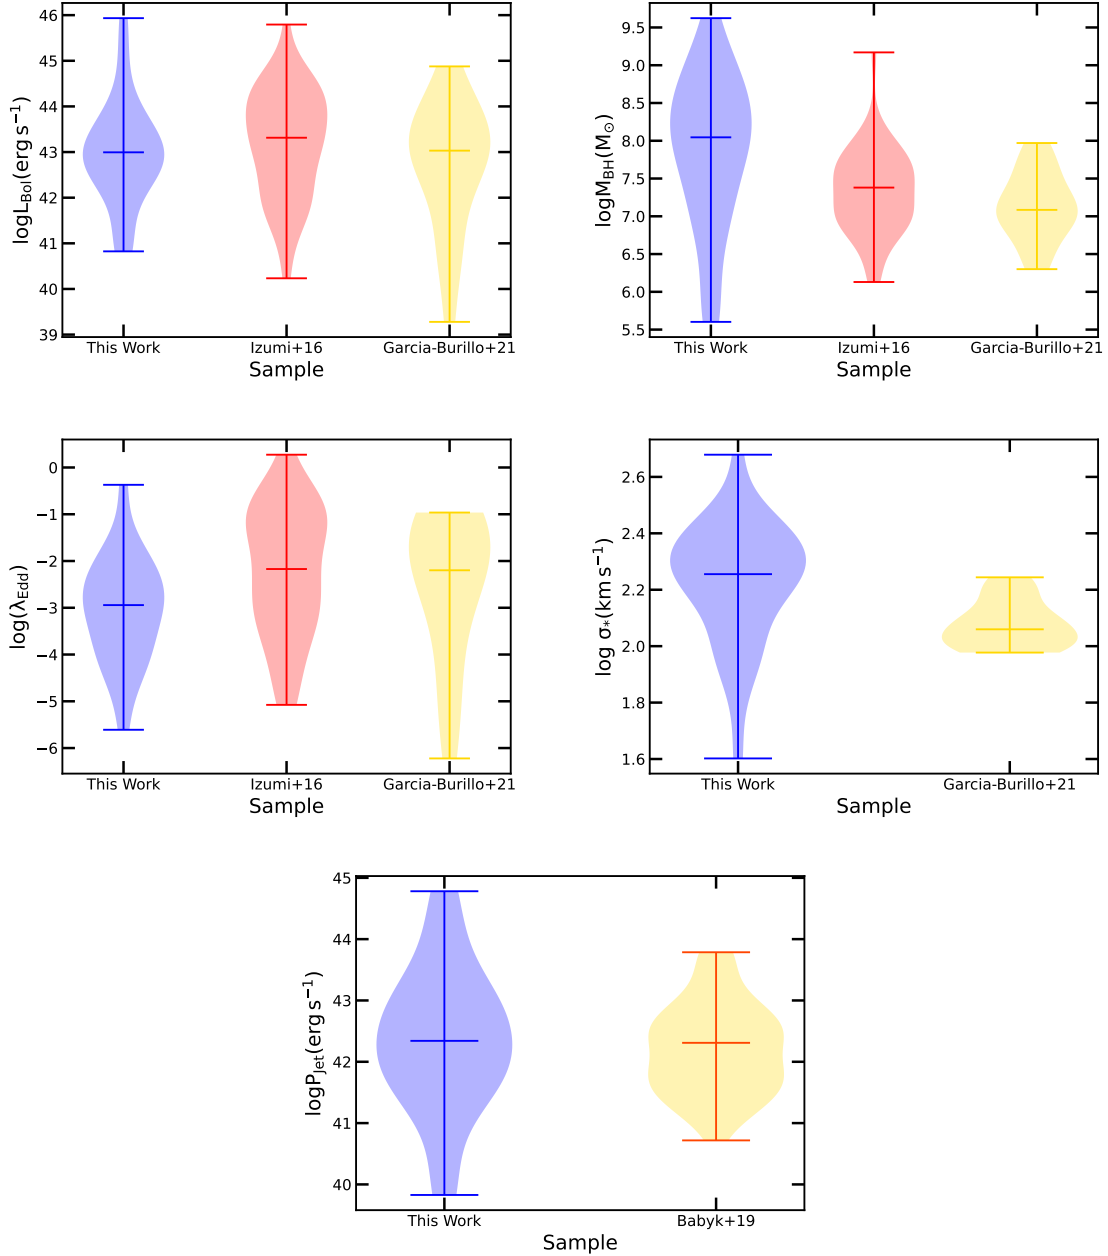 46
45
44
43
42
41
40
39
logL_Bol(erg s⁻¹)
This Work Izumi+16 Garcia-Burillo+21
Sample
9.5
9.0
8.5
8.0
7.5
7.0
6.5
6.0
5.5
logM_BH(M_⊙)
This Work Izumi+16 Garcia-Burillo+21
Sample
0
−1
−2
−3
−4
−5
−6
log(λ_Edd)
This Work Izumi+16 Garcia-Burillo+21
Sample
2.6
2.4
2.2
2.0
1.8
1.6
log σ_*(km s⁻¹)
This Work Garcia-Burillo+21
Sample
45
44
43
42
41
40
logP_Jet(erg s⁻¹)
This Work Babyk+19
Sample